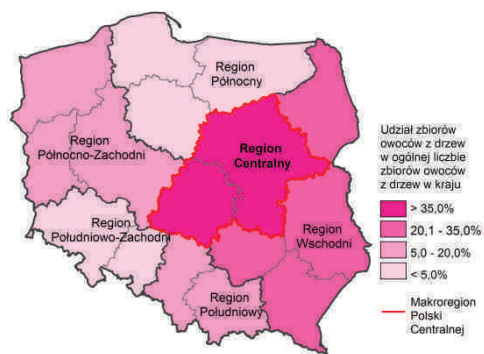 Region
Północny
Region
Północno-Zachodni
Region
Centralny
Region
Południowo-Zachodni
Region
Wschodni
Region
Południowy
Udział zbiorów
owoców z drzew
w ogólnej liczbie
zbiorów owoców
z drzew w kraju
> 35,0%
20,1 - 35,0%
5,0 - 20,0%
< 5,0%
Makroregion
Polski
Centralnej